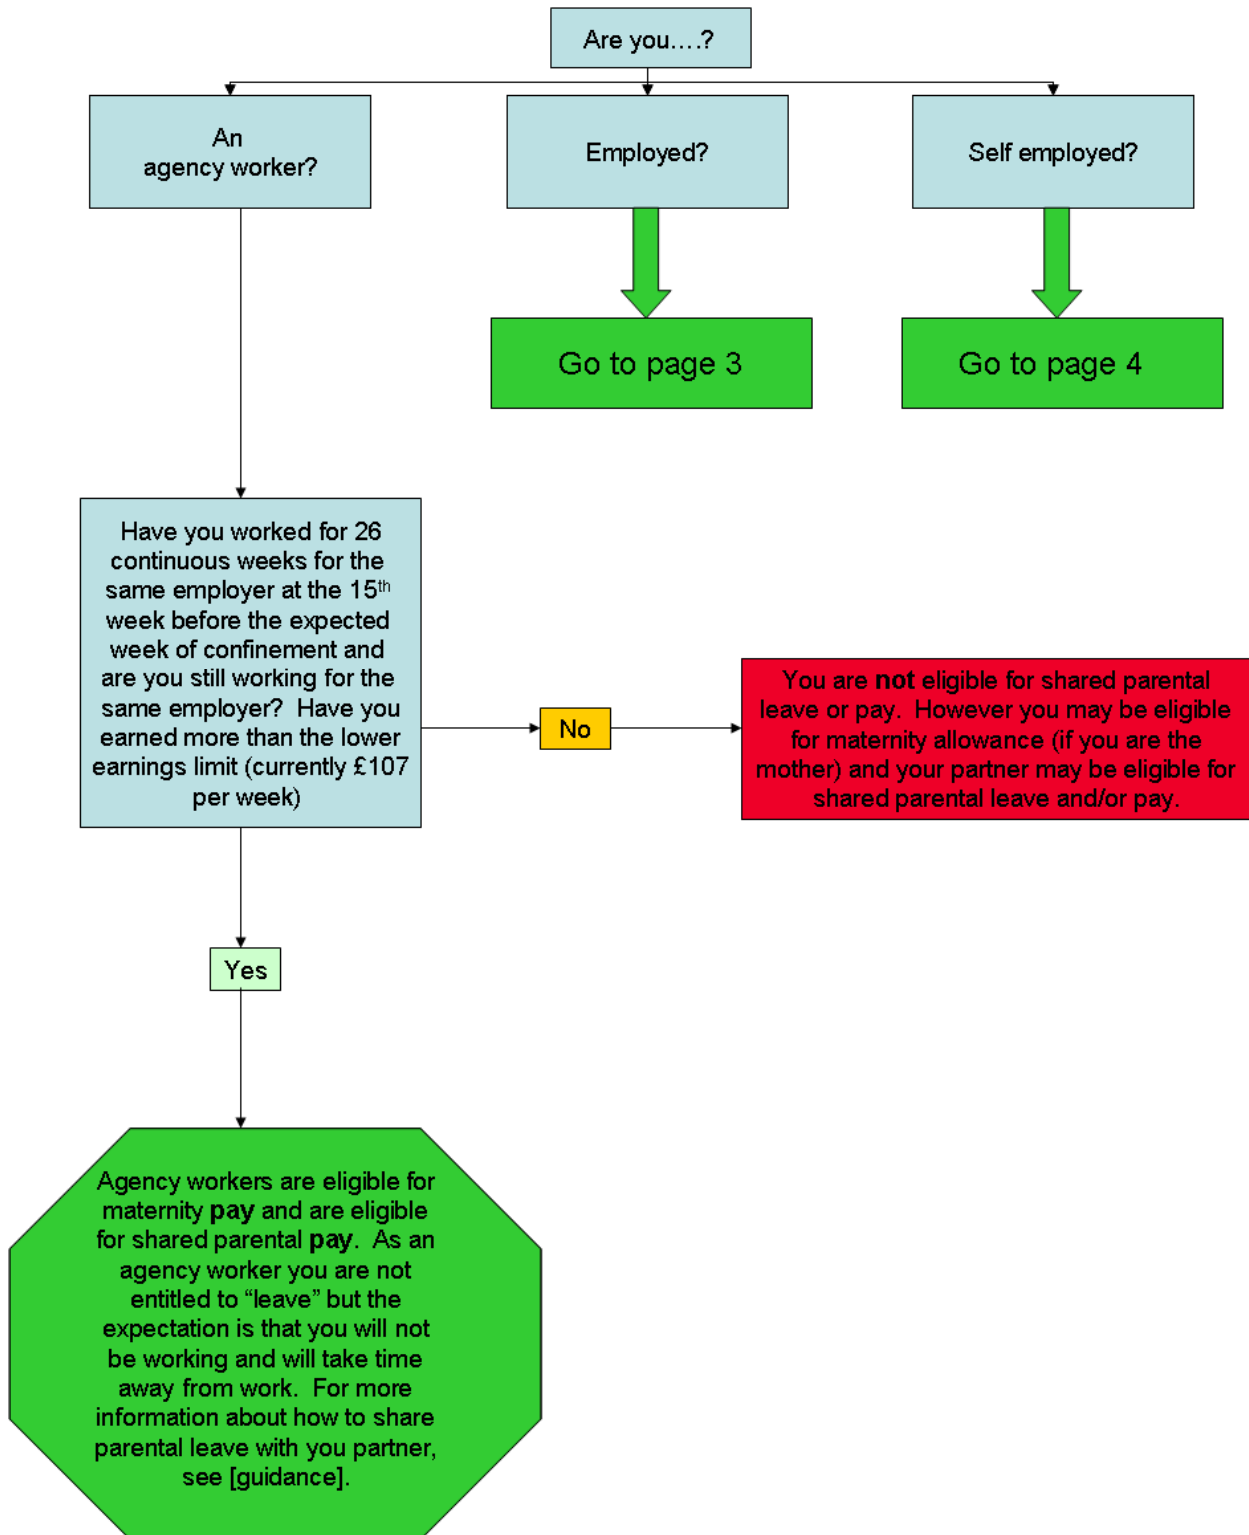 Are you....?
An
agency worker?
Employed?
Self employed?
Go to page 3
Go to page 4
Have you worked for 26
continuous weeks for the
same employer at the 15th
week before the expected
week of confinement and
are you still working for the
same employer?  Have you
earned more than the lower
earnings limit (currently £107
per week)
No
You are not eligible for shared parental
leave or pay.  However you may be eligible
for maternity allowance (if you are the
mother) and your partner may be eligible for
shared parental leave and/or pay.
Yes
Agency workers are eligible for
maternity pay and are eligible
for shared parental pay.  As an
agency worker you are not
entitled to “leave” but the
expectation is that you will not
be working and will take time
away from work.  For more
information about how to share
parental leave with you partner,
see [guidance].